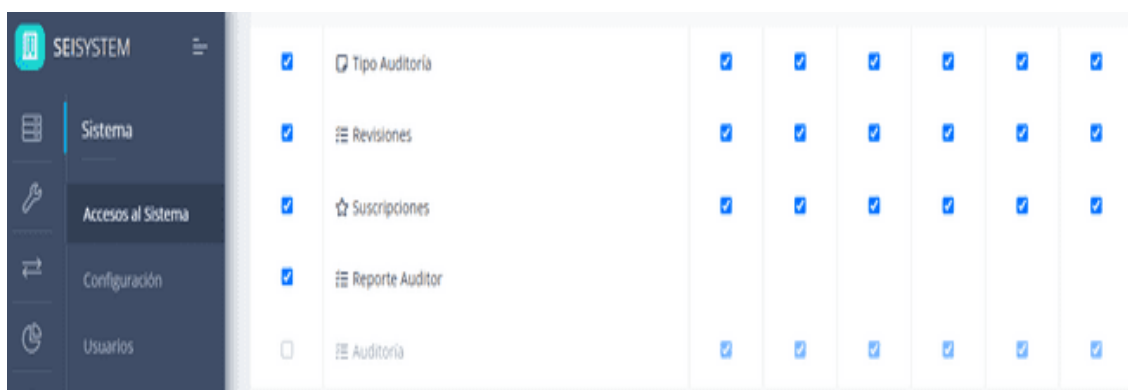 SEISYSTEM
Sistema
Accesos al Sistema
Configuración
Usuarios
Tipo Auditoría
Revisiones
Suscripciones
Reporte Auditor
Auditoría